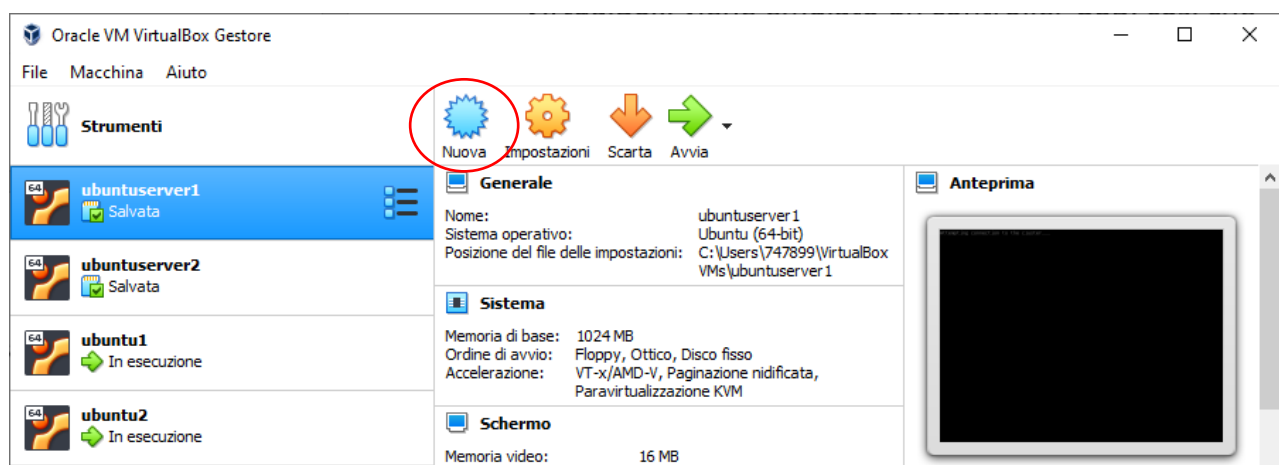 Oracle VM VirtualBox Gestore
File Macchina Aiuto
Strumenti
Nuova Impostazioni Scarta Avvia
64
ubuntuserver1
Salvata
64
ubuntuserver2
Salvata
64
ubuntu1
In esecuzione
64
ubuntu2
In esecuzione
Generale
Nome: ubuntuserver1
Sistema operativo: Ubuntu (64-bit)
Posizione del file delle impostazioni: C:\Users\747899\VirtualBox
VMs\ubuntuserver1
Sistema
Memoria di base: 1024 MB
Ordine di avvio: Floppy, Ottico, Disco fisso
Accelerazione: VT-x/AMD-V, Paginazione nidificata,
Paravirtualizzazione KVM
Schermo
Memoria video: 16 MB
Anteprima